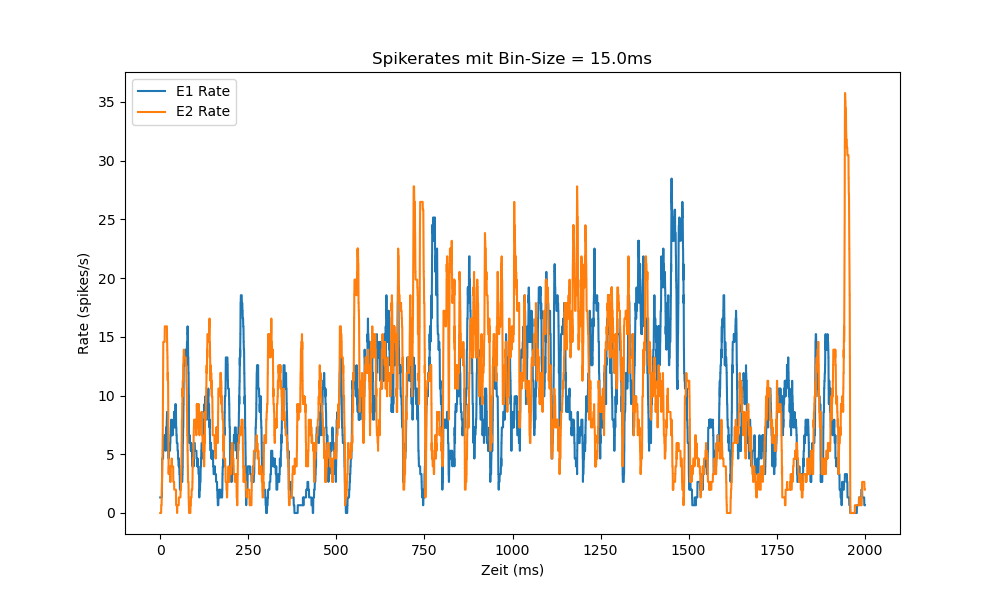 Spikerates mit Bin-Size = 15.0ms
E1 Rate
E2 Rate
35
30
25
20
15
10
5
0
Rate (spikes/s)
0 250 500 750 1000 1250 1500 1750 2000
Zeit (ms)